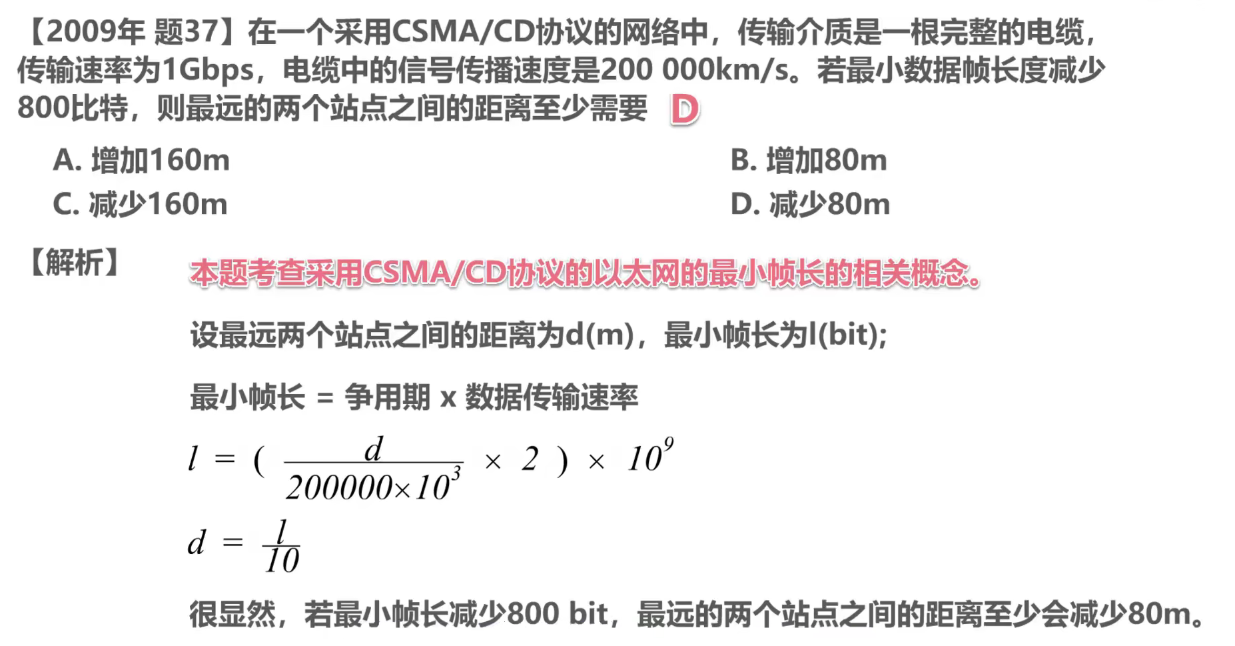 【2009年 题37】在一个采用CSMA/CD协议的网络中，传输介质是一根完整的电缆，
传输速率为1Gbps，电缆中的信号传播速度是200 000km/s。若最小数据帧长度减少
800比特，则最远的两个站点之间的距离至少需要 D
A. 增加160m B. 增加80m
C. 减少160m D. 减少80m
【解析】 本题考查采用CSMA/CD协议的以太网的最小帧长的相关概念。
设最远两个站点之间的距离为d(m)，最小帧长为l(bit);
最小帧长 = 争用期 x 数据传输速率
l = ( d / 200000×10³ × 2 ) × 10⁹
d = l / 10
很显然，若最小帧长减少800 bit，最远的两个站点之间的距离至少会减少80m。